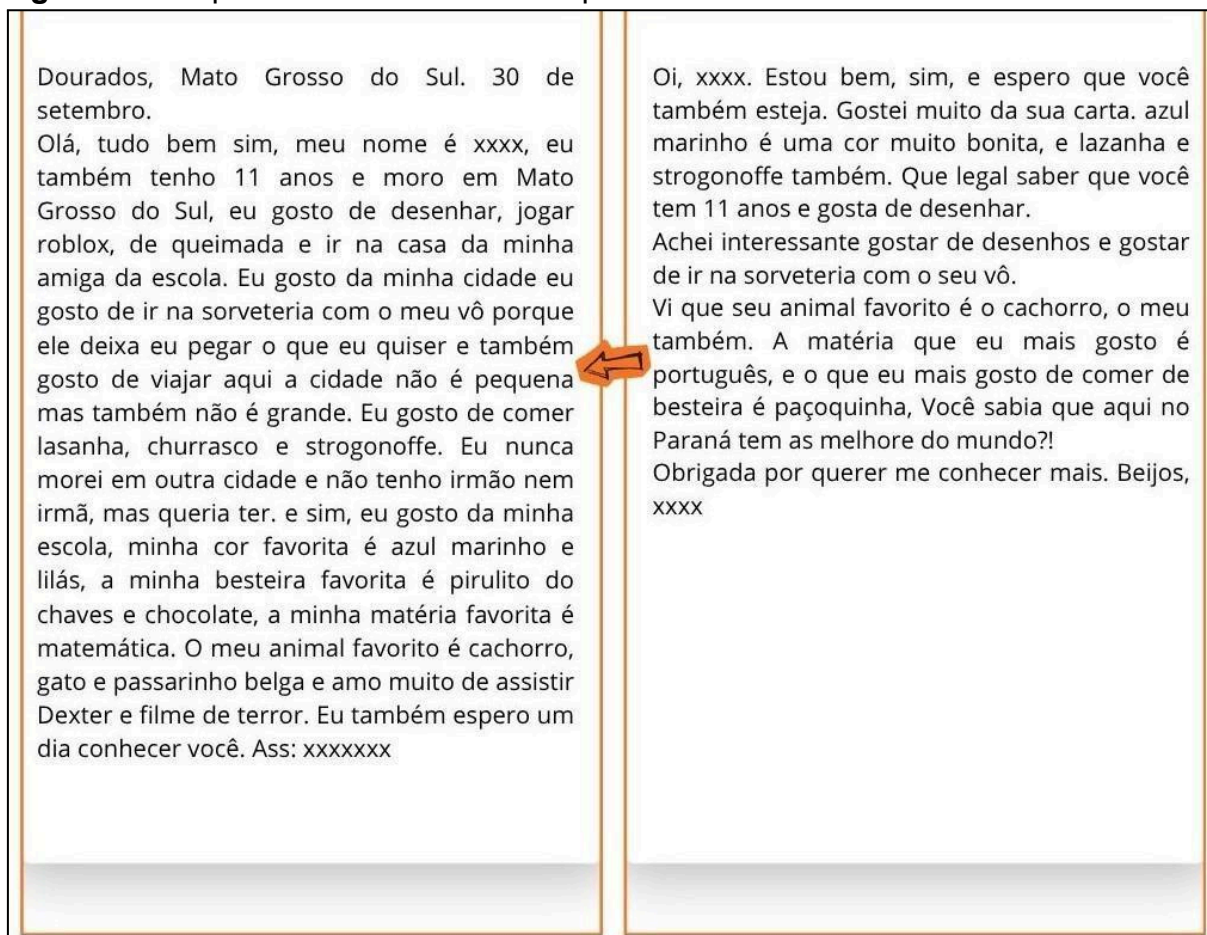 Dourados, Mato Grosso do Sul. 30 de
setembro.
Olá, tudo bem sim, meu nome é xxxx, eu
também tenho 11 anos e moro em Mato
Grosso do Sul, eu gosto de desenhar, jogar
roblox, de queimada e ir na casa da minha
amiga da escola. Eu gosto da minha cidade eu
gosto de ir na sorveteria com o meu vô porque
ele deixa eu pegar o que eu quiser e também
gosto de viajar aqui a cidade não é pequena
mas também não é grande. Eu gosto de comer
lasanha, churrasco e strogonoffe. Eu nunca
morei em outra cidade e não tenho irmão nem
irmã, mas queria ter. e sim, eu gosto da minha
escola, minha cor favorita é azul marinho e
lilás, a minha besteira favorita é pirulito do
chaves e chocolate, a minha matéria favorita é
matemática. O meu animal favorito é cachorro,
gato e passarinho belga e amo muito de assistir
Dexter e filme de terror. Eu também espero um
dia conhecer você. Ass: xxxxxxx
Oi, xxxx. Estou bem, sim, e espero que você
também esteja. Gostei muito da sua carta. azul
marinho é uma cor muito bonita, e lazanha e
strogonoffe também. Que legal saber que você
tem 11 anos e gosta de desenhar.
Achei interessante gostar de desenhos e gostar
de ir na sorveteria com o seu vô.
Vi que seu animal favorito é o cachorro, o meu
também. A matéria que eu mais gosto é
português, e o que eu mais gosto de comer de
besteira é paçoquinha, Você sabia que aqui no
Paraná tem as melhore do mundo?!
Obrigada por querer me conhecer mais. Beijos,
xxxx